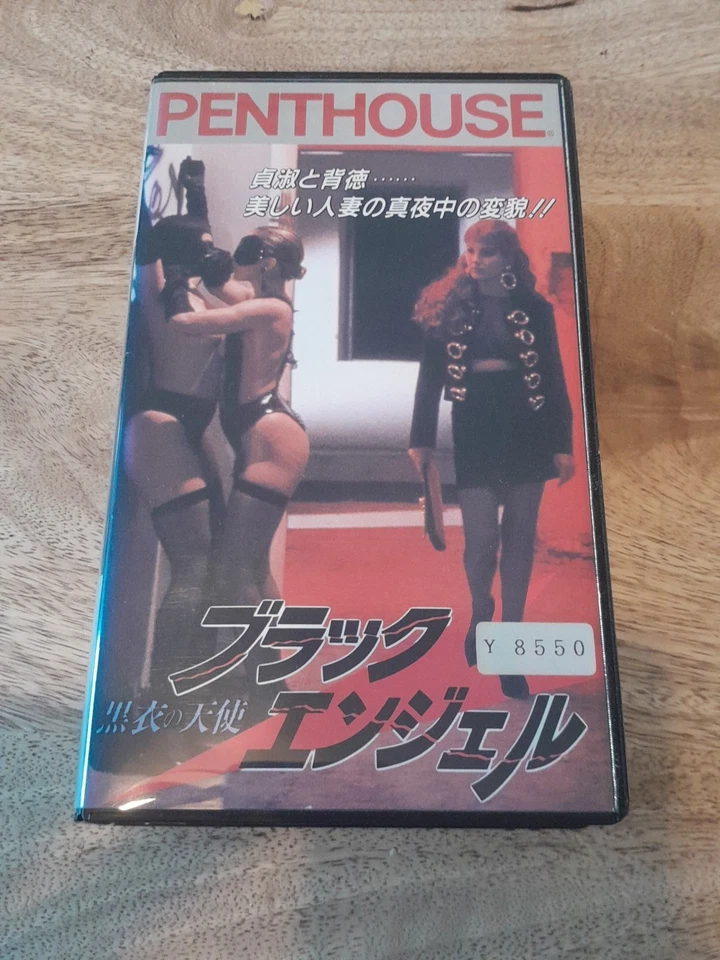 PENTHOUSE®
貞淑と背徳……
美しい人妻の真夜中の変貌!!
ブラック
Y 8550
黒衣の天使
エンジェル